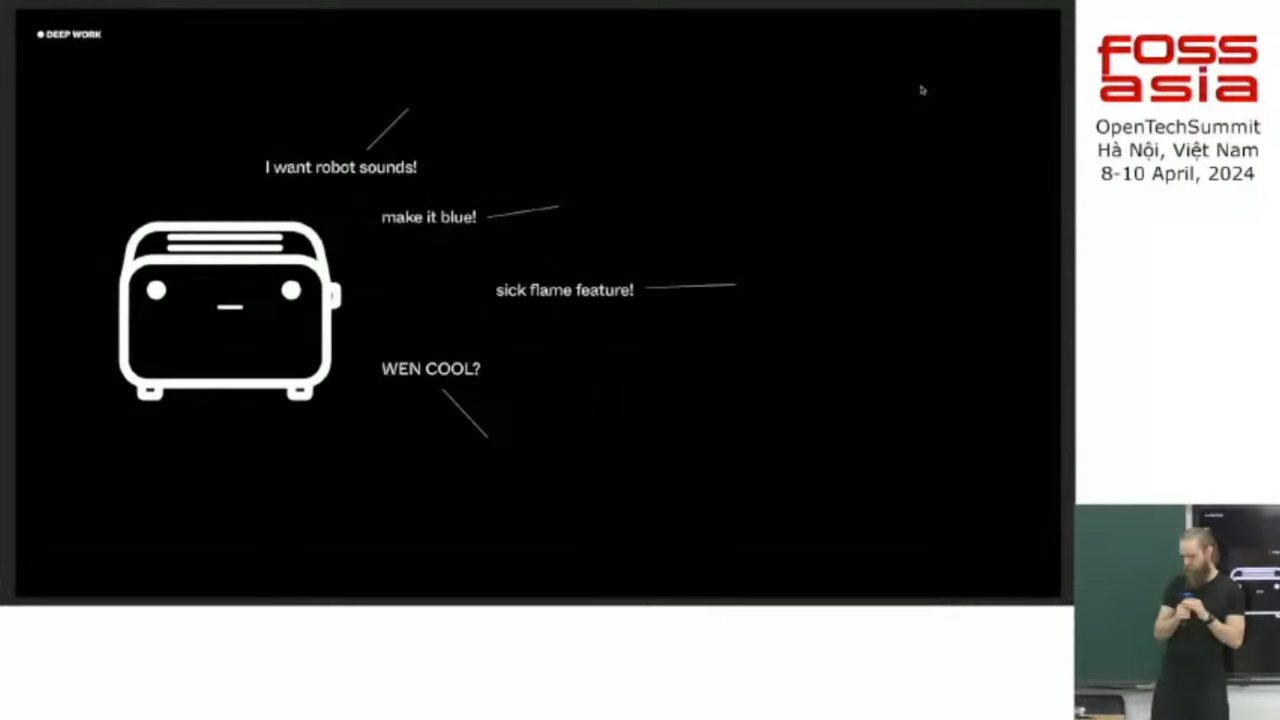 DEEP WORK
I want robot sounds!
make it blue!
sick flame feature!
WEN COOL?
FOSS
asia
OpenTechSummit
Hà Nội, Việt Nam
8-10 April, 2024